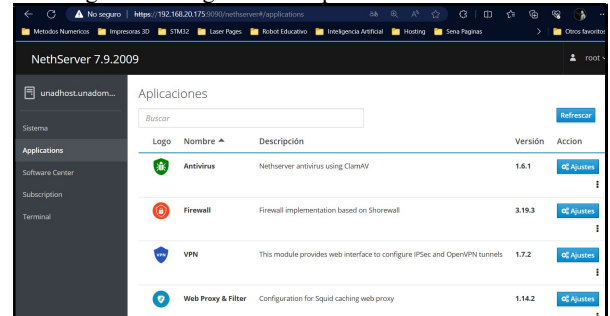 No seguro https://192.168.20.175:9090/nethserver#/applications
Metodos Numericos Impresoras 3D STM32 Laser Pages Robot Educativo Inteligencia Artificial Hosting Sena Paginas Otros favoritos
NethServer 7.9.2009 root
unadhost.unadom...
Aplicaciones
Buscar
Refrescar
Sistema
Applications
Software Center
Subscription
Terminal
Logo Nombre Descripción Versión Accion
Antivirus Nethserver antivirus using ClamAV 1.6.1 Ajustes
Firewall Firewall implementation based on Shorewall 3.19.3 Ajustes
VPN VPN This module provides web interface to configure IPSec and OpenVPN tunnels 1.7.2 Ajustes
Web Proxy & Filter Configuration for Squid caching web proxy 1.14.2 Ajustes